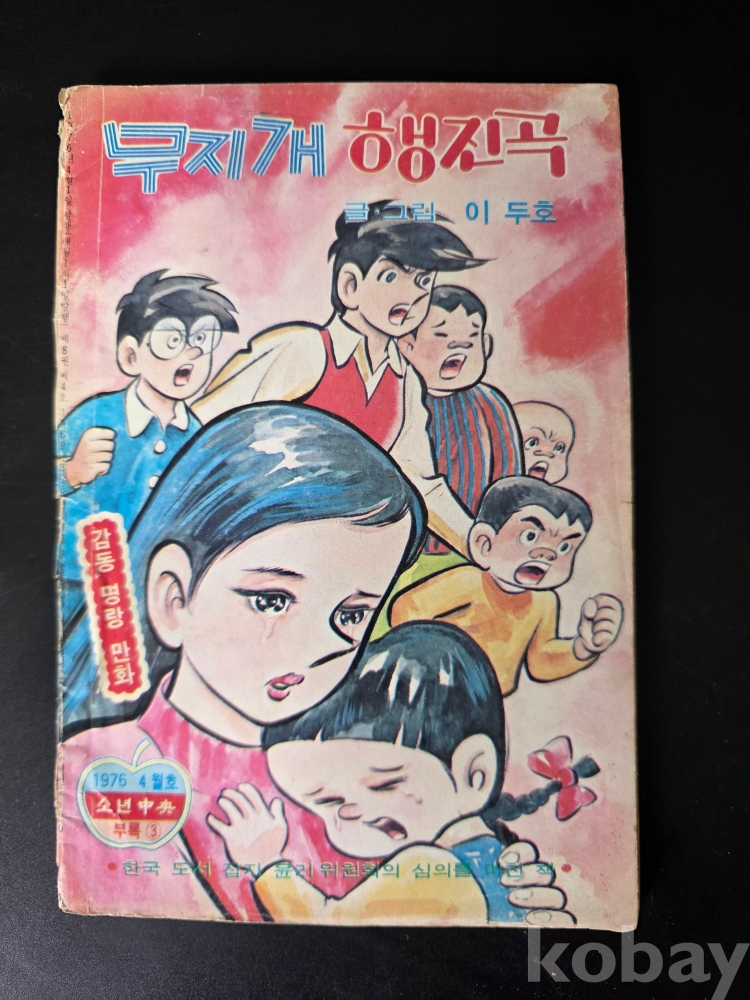 무지개 행진곡
글·그림 이 두호
감동 명랑 만화
1976 4월호
소년中央
부록 ③
• 한국 도서 잡지 윤리위원회의 심의를 마친 책 •
kobay